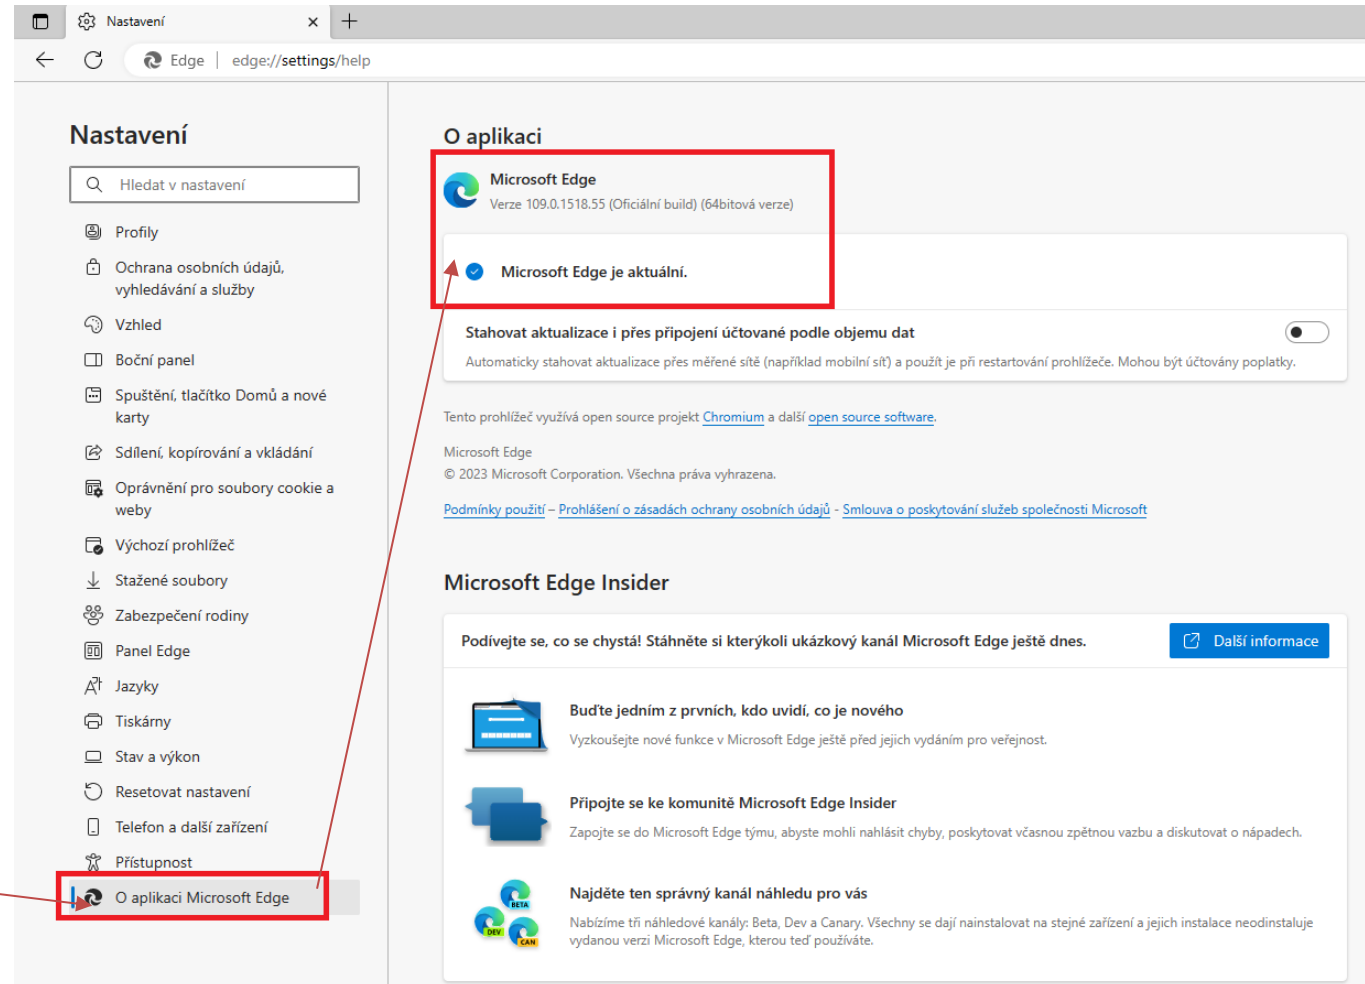 Nastavení
Edge | edge://settings/help
Nastavení
Hledat v nastavení
Profily
Ochrana osobních údajů,
vyhledávání a služby
Vzhled
Boční panel
Spuštění, tlačítko Domů a nové
karty
Sdílení, kopírování a vkládání
Oprávnění pro soubory cookie a
weby
Výchozí prohlížeč
Stažené soubory
Zabezpečení rodiny
Panel Edge
Jazyky
Tiskárny
Stav a výkon
Resetovat nastavení
Telefon a další zařízení
Přístupnost
O aplikaci Microsoft Edge
O aplikaci
Microsoft Edge
Verze 109.0.1518.55 (Oficiální build) (64bitová verze)
Microsoft Edge je aktuální.
Stahovat aktualizace i přes připojení účtované podle objemu dat
Automaticky stahovat aktualizace přes měřené sítě (například mobilní síť) a použít je při restartování prohlížeče. Mohou být účtovány poplatky.
Tento prohlížeč využívá open source projekt Chromium a další open source software.
Microsoft Edge
© 2023 Microsoft Corporation. Všechna práva vyhrazena.
Podmínky použití – Prohlášení o zásadách ochrany osobních údajů - Smlouva o poskytování služeb společnosti Microsoft
Microsoft Edge Insider
Podívejte se, co se chystá! Stáhněte si kterýkoli ukázkový kanál Microsoft Edge ještě dnes.
Další informace
Buďte jedním z prvních, kdo uvidí, co je nového
Vyzkoušejte nové funkce v Microsoft Edge ještě před jejich vydáním pro veřejnost.
Připojte se ke komunitě Microsoft Edge Insider
Zapojte se do Microsoft Edge týmu, abyste mohli nahlásit chyby, poskytovat včasnou zpětnou vazbu a diskutovat o nápadech.
BETA
DEV
CAN
Najděte ten správný kanál náhledu pro vás
Nabízíme tři náhledové kanály: Beta, Dev a Canary. Všechny se dají nainstalovat na stejné zařízení a jejich instalace neodinstaluje
vydanou verzi Microsoft Edge, kterou teď používáte.